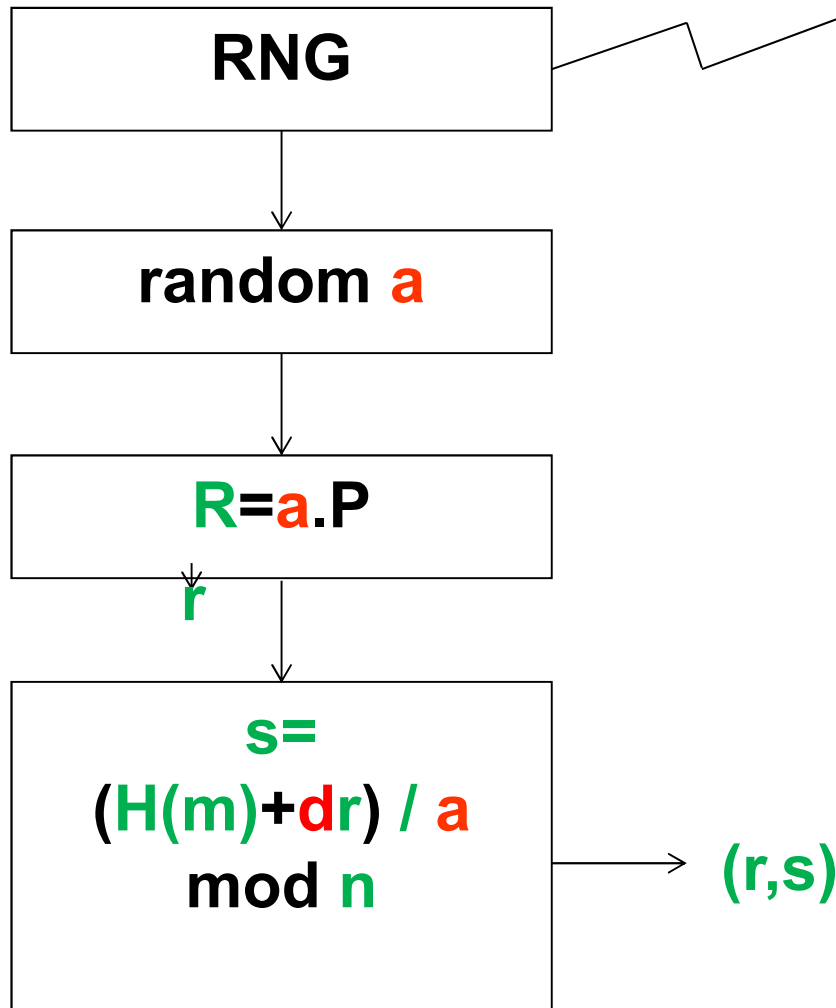 RNG
random a
R=a.P
r
s=
(H(m)+dr) / a
mod n
(r,s)